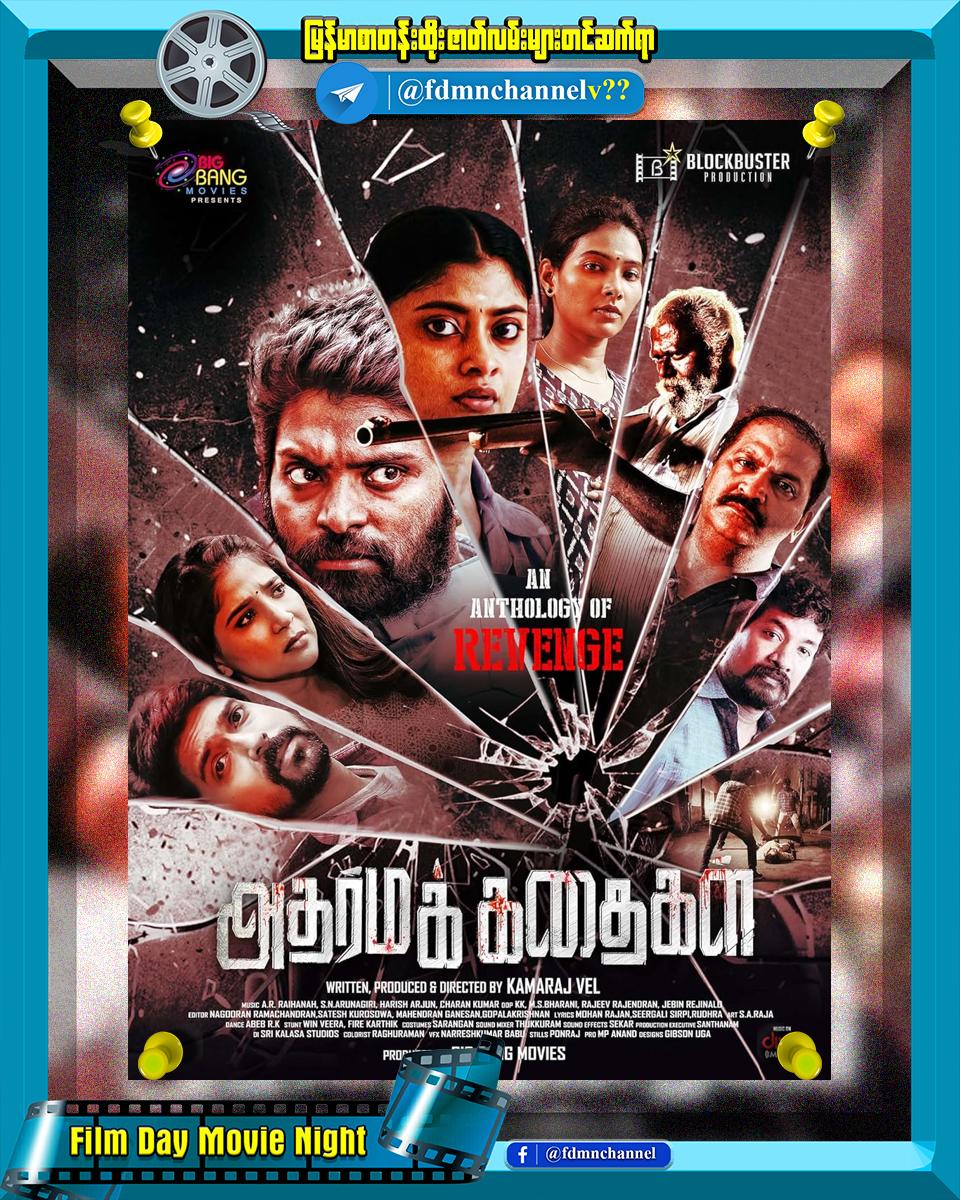 မြန်မာစာတန်းထိုးဇာတ်လမ်းများတင်ဆက်ရာ
@fdmnchannelv??
BIG
BANG
MOVIES
PRESENTS
BLOCKBUSTER
PRODUCTION
AN
ANTHOLOGY OF
REVENGE
அதர்மக் கதைகள்
WRITTEN, PRODUCED & DIRECTED BY KAMARAJ VEL
MUSIC A.R. RAIHANAH, S.N.ARUNAGIRI, HARISH ARJUN, CHARAN KUMAR DOP KK, M.S.BHARANI, RAJEEV RAJENDRAN, JEBIN REJINALD
EDITOR NAGOORAN RAMACHANDRAN,SATESH KUROSOWA, MAHENDRAN GANESAN,GOPALAKRISHNAN LYRICS MOHAN RAJAN,SEERGALI SIRPI,RUDHRA ART S.A.RAJA
DANCE ABEB R.K STUNT WIN VEERA, FIRE KARTHIK COSTUMES SARANGAN SOUND MIXER THUKKURAM SOUND EFFECTS SEKAR PRODUCTION EXECUTIVE SANTHANAM
DI SRI KALASA STUDIOS COLORIST RAGHURAMAN VFX NARRESHKUMAR BABU STILLS PONRAJ PRO MP ANAND DESIGNS GIBSON UGA
MUSIC ON
MOVIES
Film Day Movie Night
@fdmnchannel